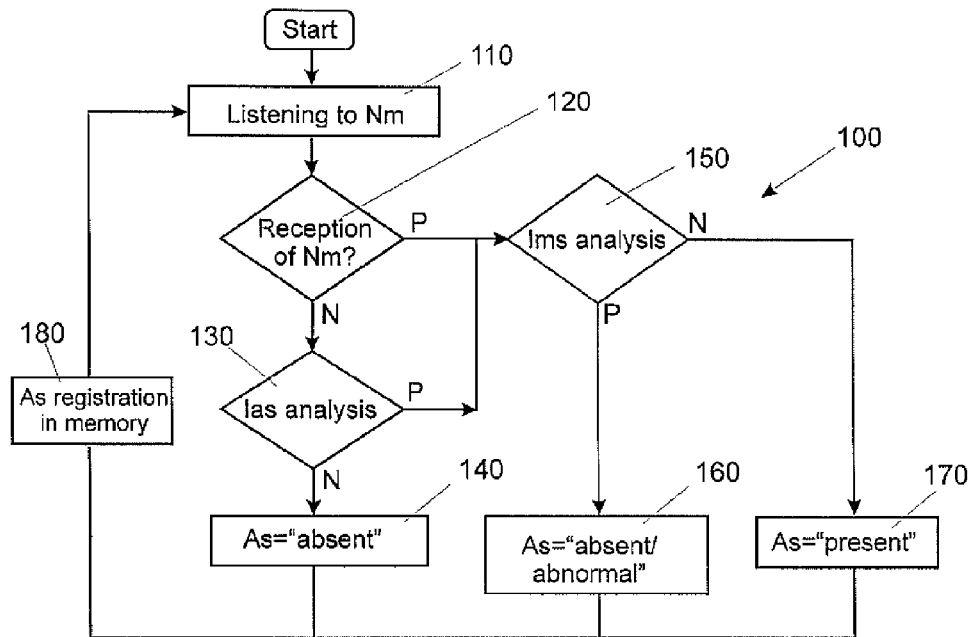 Start
110
Listening to Nm
120
150
100
Reception
of Nm?
P
Ims analysis
N
N
P
180
130
As registration
in memory
Ias analysis
P
N
140
160
170
As="absent"
As="absent/
abnormal"
As="present"